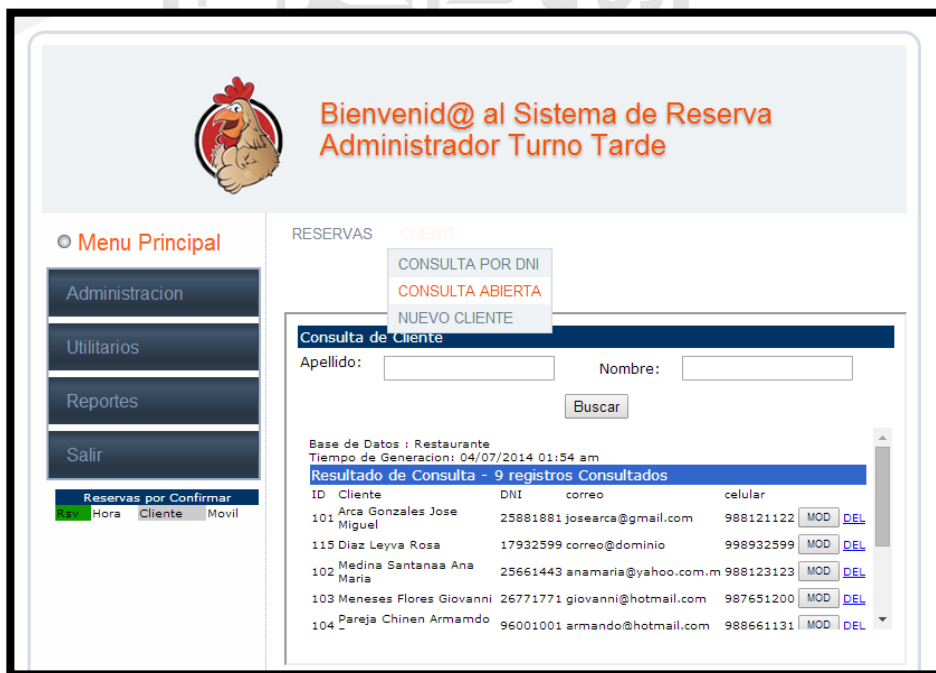 Bienvenid@ al Sistema de Reserva
Administrador Turno Tarde
Menu Principal
Administracion
Utilitarios
Reportes
Salir
Reservas por Confirmar
Rsv Hora Cliente Movil
RESERVAS CLIENTE
CONSULTA POR DNI
CONSULTA ABIERTA
NUEVO CLIENTE
Consulta de Cliente
Apellido: Nombre:
Buscar
Base de Datos : Restaurante
Tiempo de Generacion: 04/07/2014 01:54 am
Resultado de Consulta - 9 registros Consultados
ID Cliente DNI correo celular
101 Arca Gonzales Jose Miguel 25881881 josearca@gmail.com 988121122 MOD DEL
115 Diaz Leyva Rosa 17932599 correo@dominio 998932599 MOD DEL
102 Medina Santanaa Ana Maria 25661443 anamaria@yahoo.com.m 988123123 MOD DEL
103 Meneses Flores Giovanni 26771771 giovanni@hotmail.com 987651200 MOD DEL
104 Pareja Chinen Armamdo 96001001 armando@hotmail.com 988661131 MOD DEL